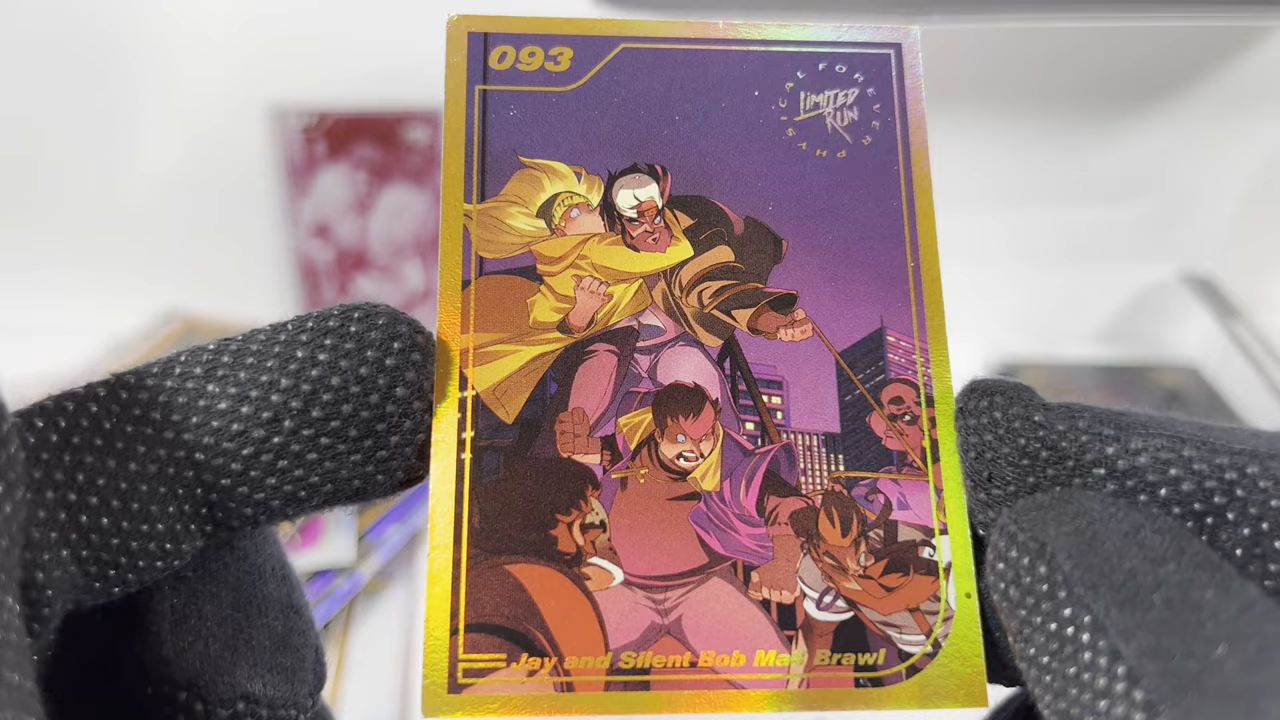 093
PHYSICAL FOREVER
LIMITED
RUN
Jay and Silent Bob Mall Brawl